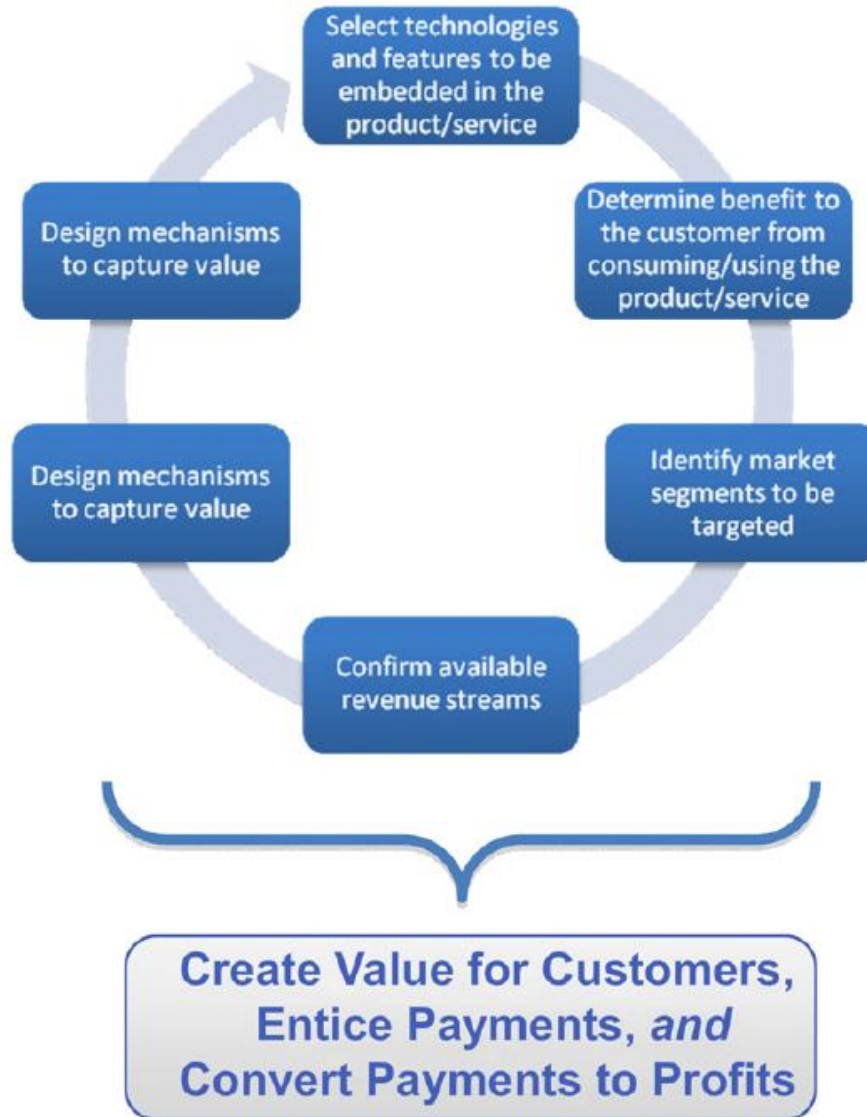 Select technologies
and features to be
embedded in the
product/service
Determine benefit to
the customer from
consuming/using the
product/service
Identify market
segments to be
targeted
Confirm available
revenue streams
Design mechanisms
to capture value
Design mechanisms
to capture value
Create Value for Customers,
Entice Payments, and
Convert Payments to Profits